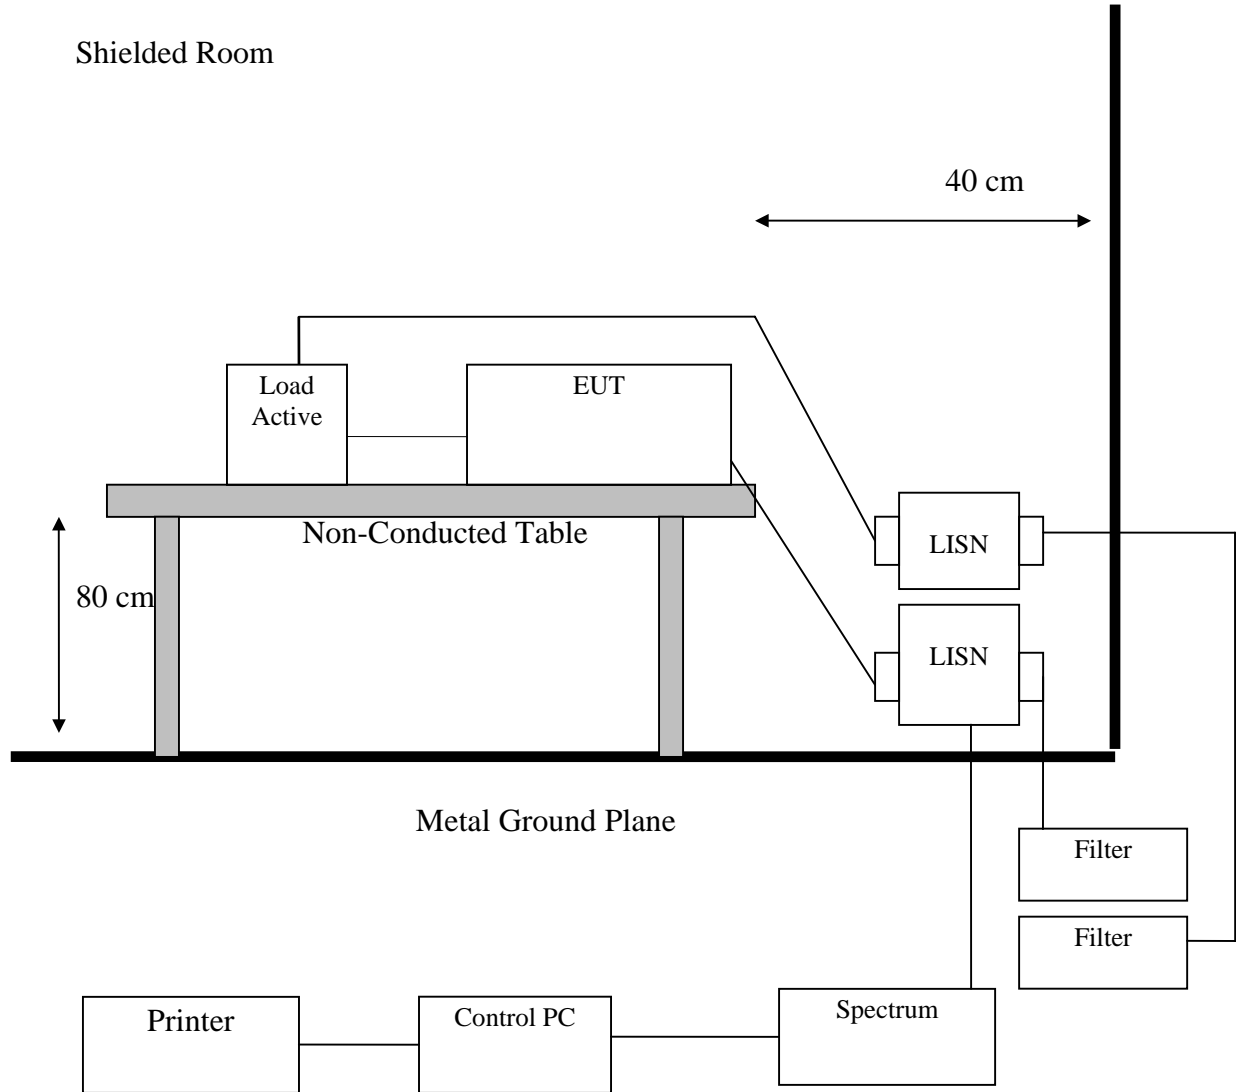 Shielded Room
40 cm
Load
Active
EUT
Non-Conducted Table
LISN
80 cm
LISN
Metal Ground Plane
Filter
Filter
Printer
Control PC
Spectrum